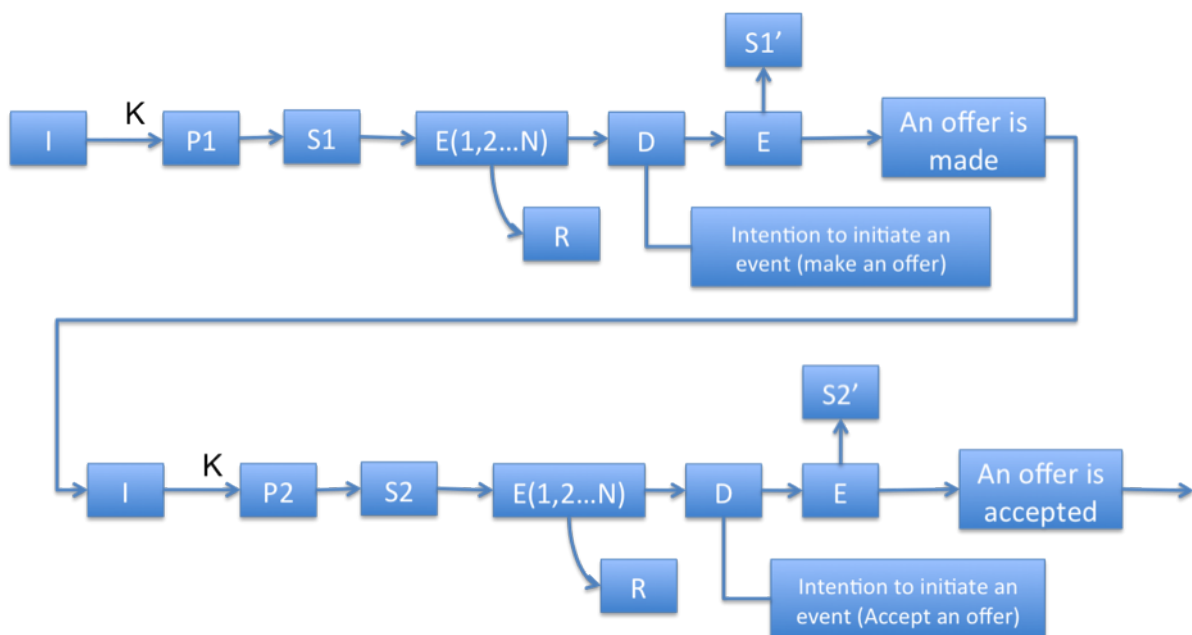 S1’
K
I
P1
S1
E(1,2...N)
D
E
An offer is
made
R
Intention to initiate an
event (make an offer)
S2’
K
I
P2
S2
E(1,2...N)
D
E
An offer is
accepted
R
Intention to initiate an
event (Accept an offer)